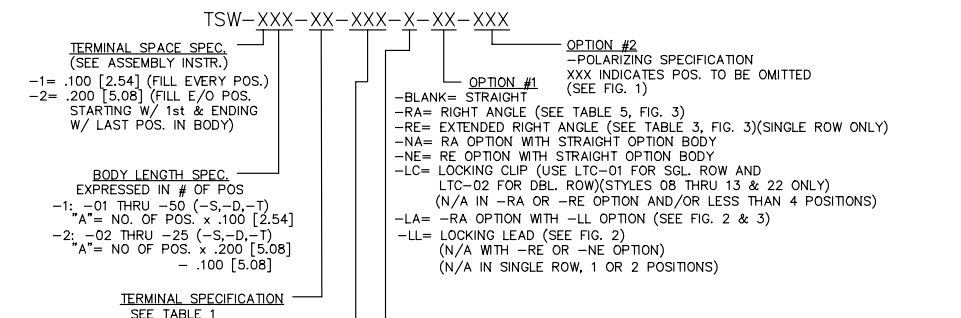 TSW-XXX-XX-XXX-X-XX-XXX
TERMINAL SPACE SPEC.
(SEE ASSEMBLY INSTR.)
-1= .100 [2.54] (FILL EVERY POS.)
-2= .200 [5.08] (FILL E/O POS.
STARTING W/ 1st & ENDING
W/ LAST POS. IN BODY)
BODY LENGTH SPEC.
EXPRESSED IN # OF POS
-1: -01 THRU -50 (-S,-D,-T)
"A"= NO. OF POS. x .100 [2.54]
-2: -02 THRU -25 (-S,-D,-T)
"A"= NO OF POS. x .200 [5.08]
- .100 [5.08]
TERMINAL SPECIFICATION
SEE TABLE 1
OPTION #2
-POLARIZING SPECIFICATION
XXX INDICATES POS. TO BE OMITTED
(SEE FIG. 1)
OPTION #1
-BLANK= STRAIGHT
-RA= RIGHT ANGLE (SEE TABLE 5, FIG. 3)
-RE= EXTENDED RIGHT ANGLE (SEE TABLE 3, FIG. 3)(SINGLE ROW ONLY)
-NA= RA OPTION WITH STRAIGHT OPTION BODY
-NE= RE OPTION WITH STRAIGHT OPTION BODY
-LC= LOCKING CLIP (USE LTC-01 FOR SGL. ROW AND
LTC-02 FOR DBL. ROW)(STYLES 08 THRU 13 & 22 ONLY)
(N/A IN -RA OR -RE OPTION AND/OR LESS THAN 4 POSITIONS)
-LA= -RA OPTION WITH -LL OPTION (SEE FIG. 2 & 3)
-LL= LOCKING LEAD (SEE FIG. 2)
(N/A WITH -RE OR -NE OPTION)
(N/A IN SINGLE ROW, 1 OR 2 POSITIONS)